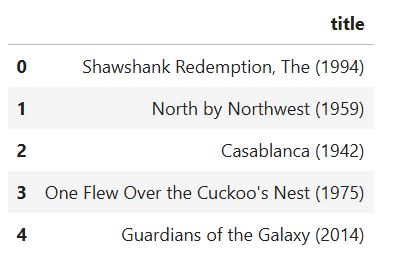 title
0 Shawshank Redemption, The (1994)
1 North by Northwest (1959)
2 Casablanca (1942)
3 One Flew Over the Cuckoo's Nest (1975)
4 Guardians of the Galaxy (2014)